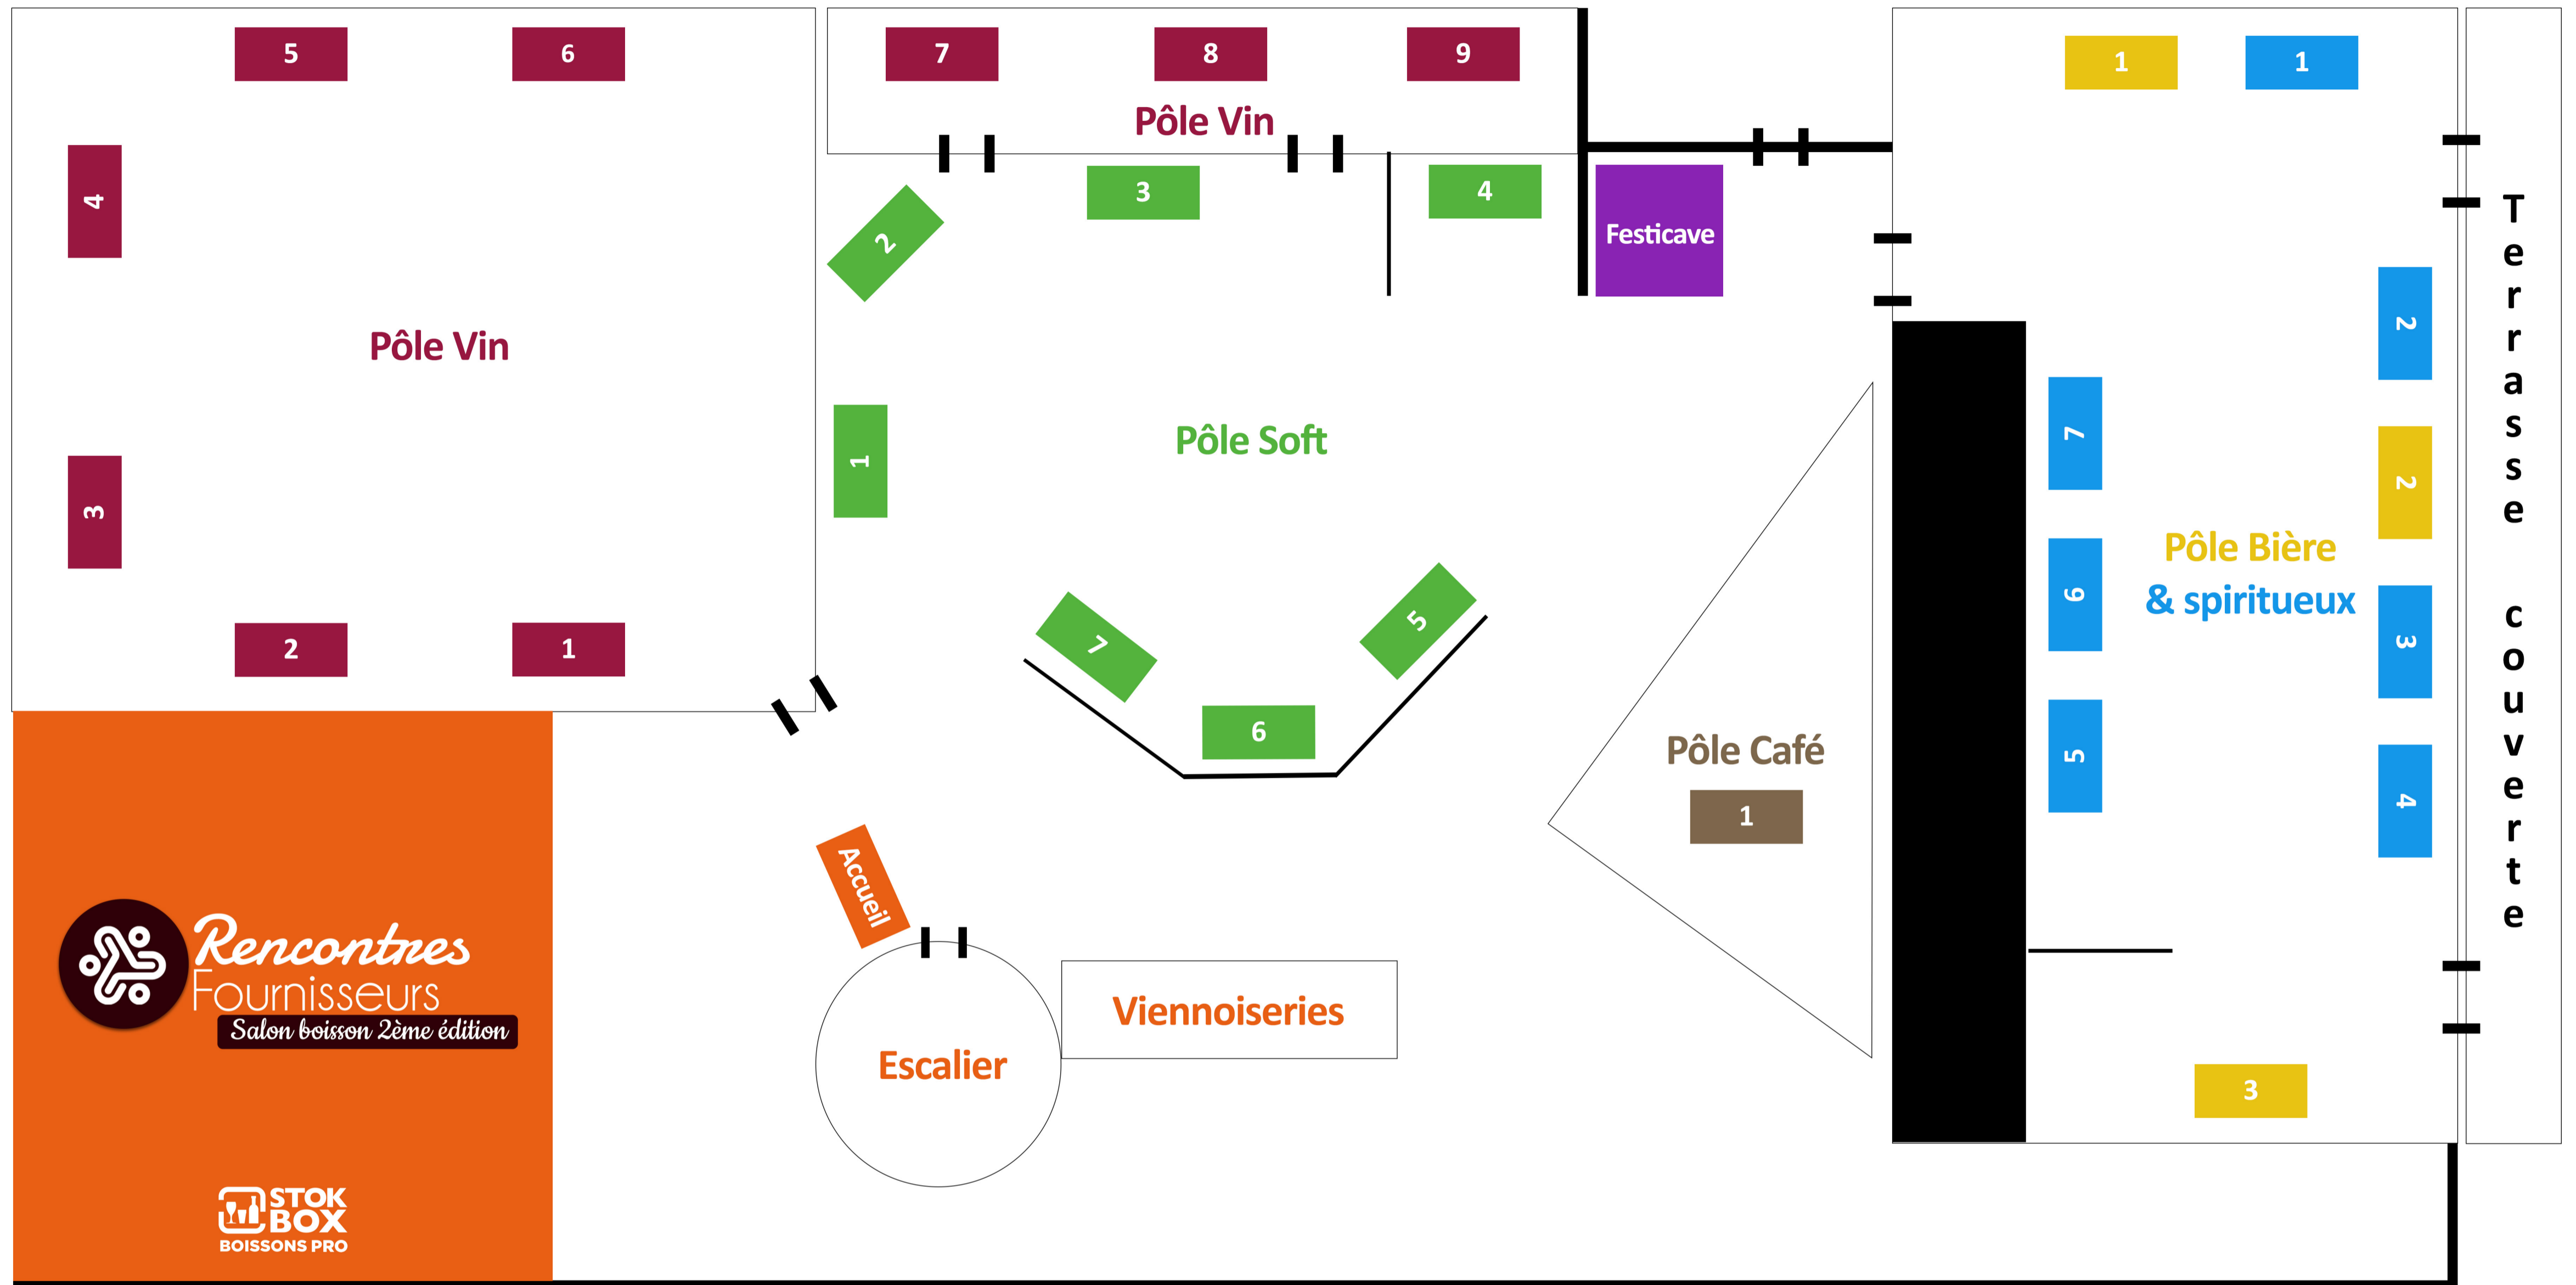 5
6
7
8
9
1
1
Pôle Vin
4
3
4
2
Festicave
Terrasse couverte
2
Pôle Vin
Pôle Soft
1
3
7
2
Pôle Bière
& spiritueux
6
3
2
1
7
5
6
5
4
Pôle Café
1
Accueil
Rencontres
Fournisseurs
Salon boisson 2ème édition
Viennoiseries
Escalier
3
STOK
BOX
BOISSONS PRO